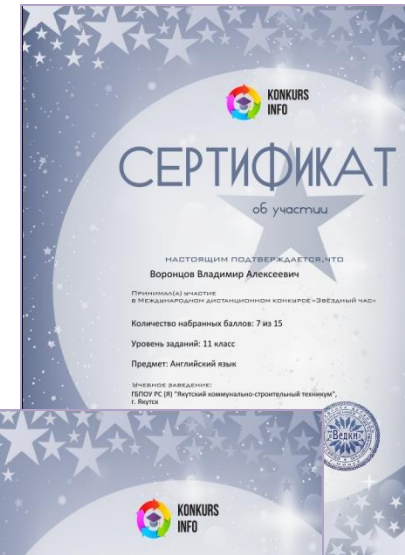 KONKURS
INFO
СЕРТИФИКАТ
об участии
НАСТОЯЩИМ ПОДТВЕРЖДАЕТСЯ, ЧТО
Воронцов Владимир Алексеевич
Принимал(а) участие
в Международном дистанционном конкурсе «Звёздный час»
Количество набранных баллов: 7 из 15
Уровень заданий: 11 класс
Предмет: Английский язык
Учебное заведение:
ГБПОУ РС (Я) "Якутский коммунально-строительный техникум",
г. Якутск
"Ведки"
KONKURS
INFO